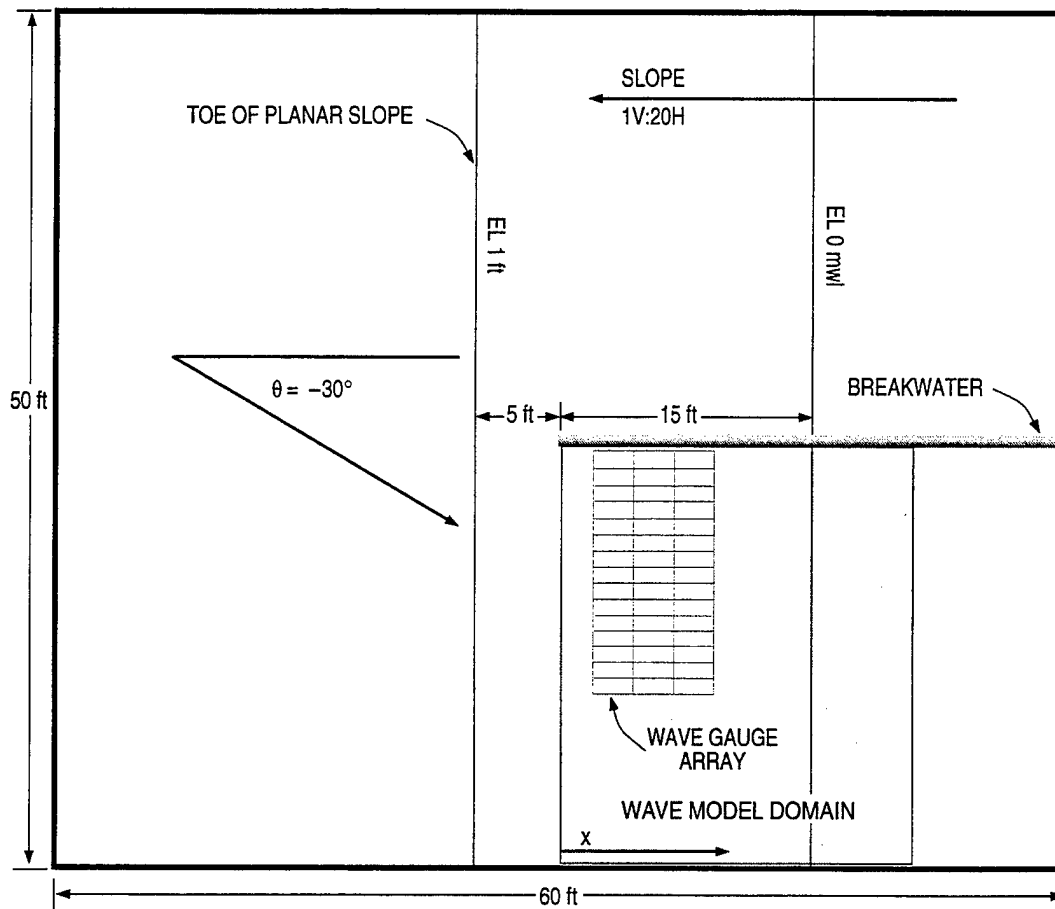 SLOPE
1V:20H
TOE OF PLANAR SLOPE
EL 1 ft
EL 0 mwl
θ = −30°
50 ft
5 ft
15 ft
BREAKWATER
WAVE GAUGE
ARRAY
WAVE MODEL DOMAIN
x
60 ft